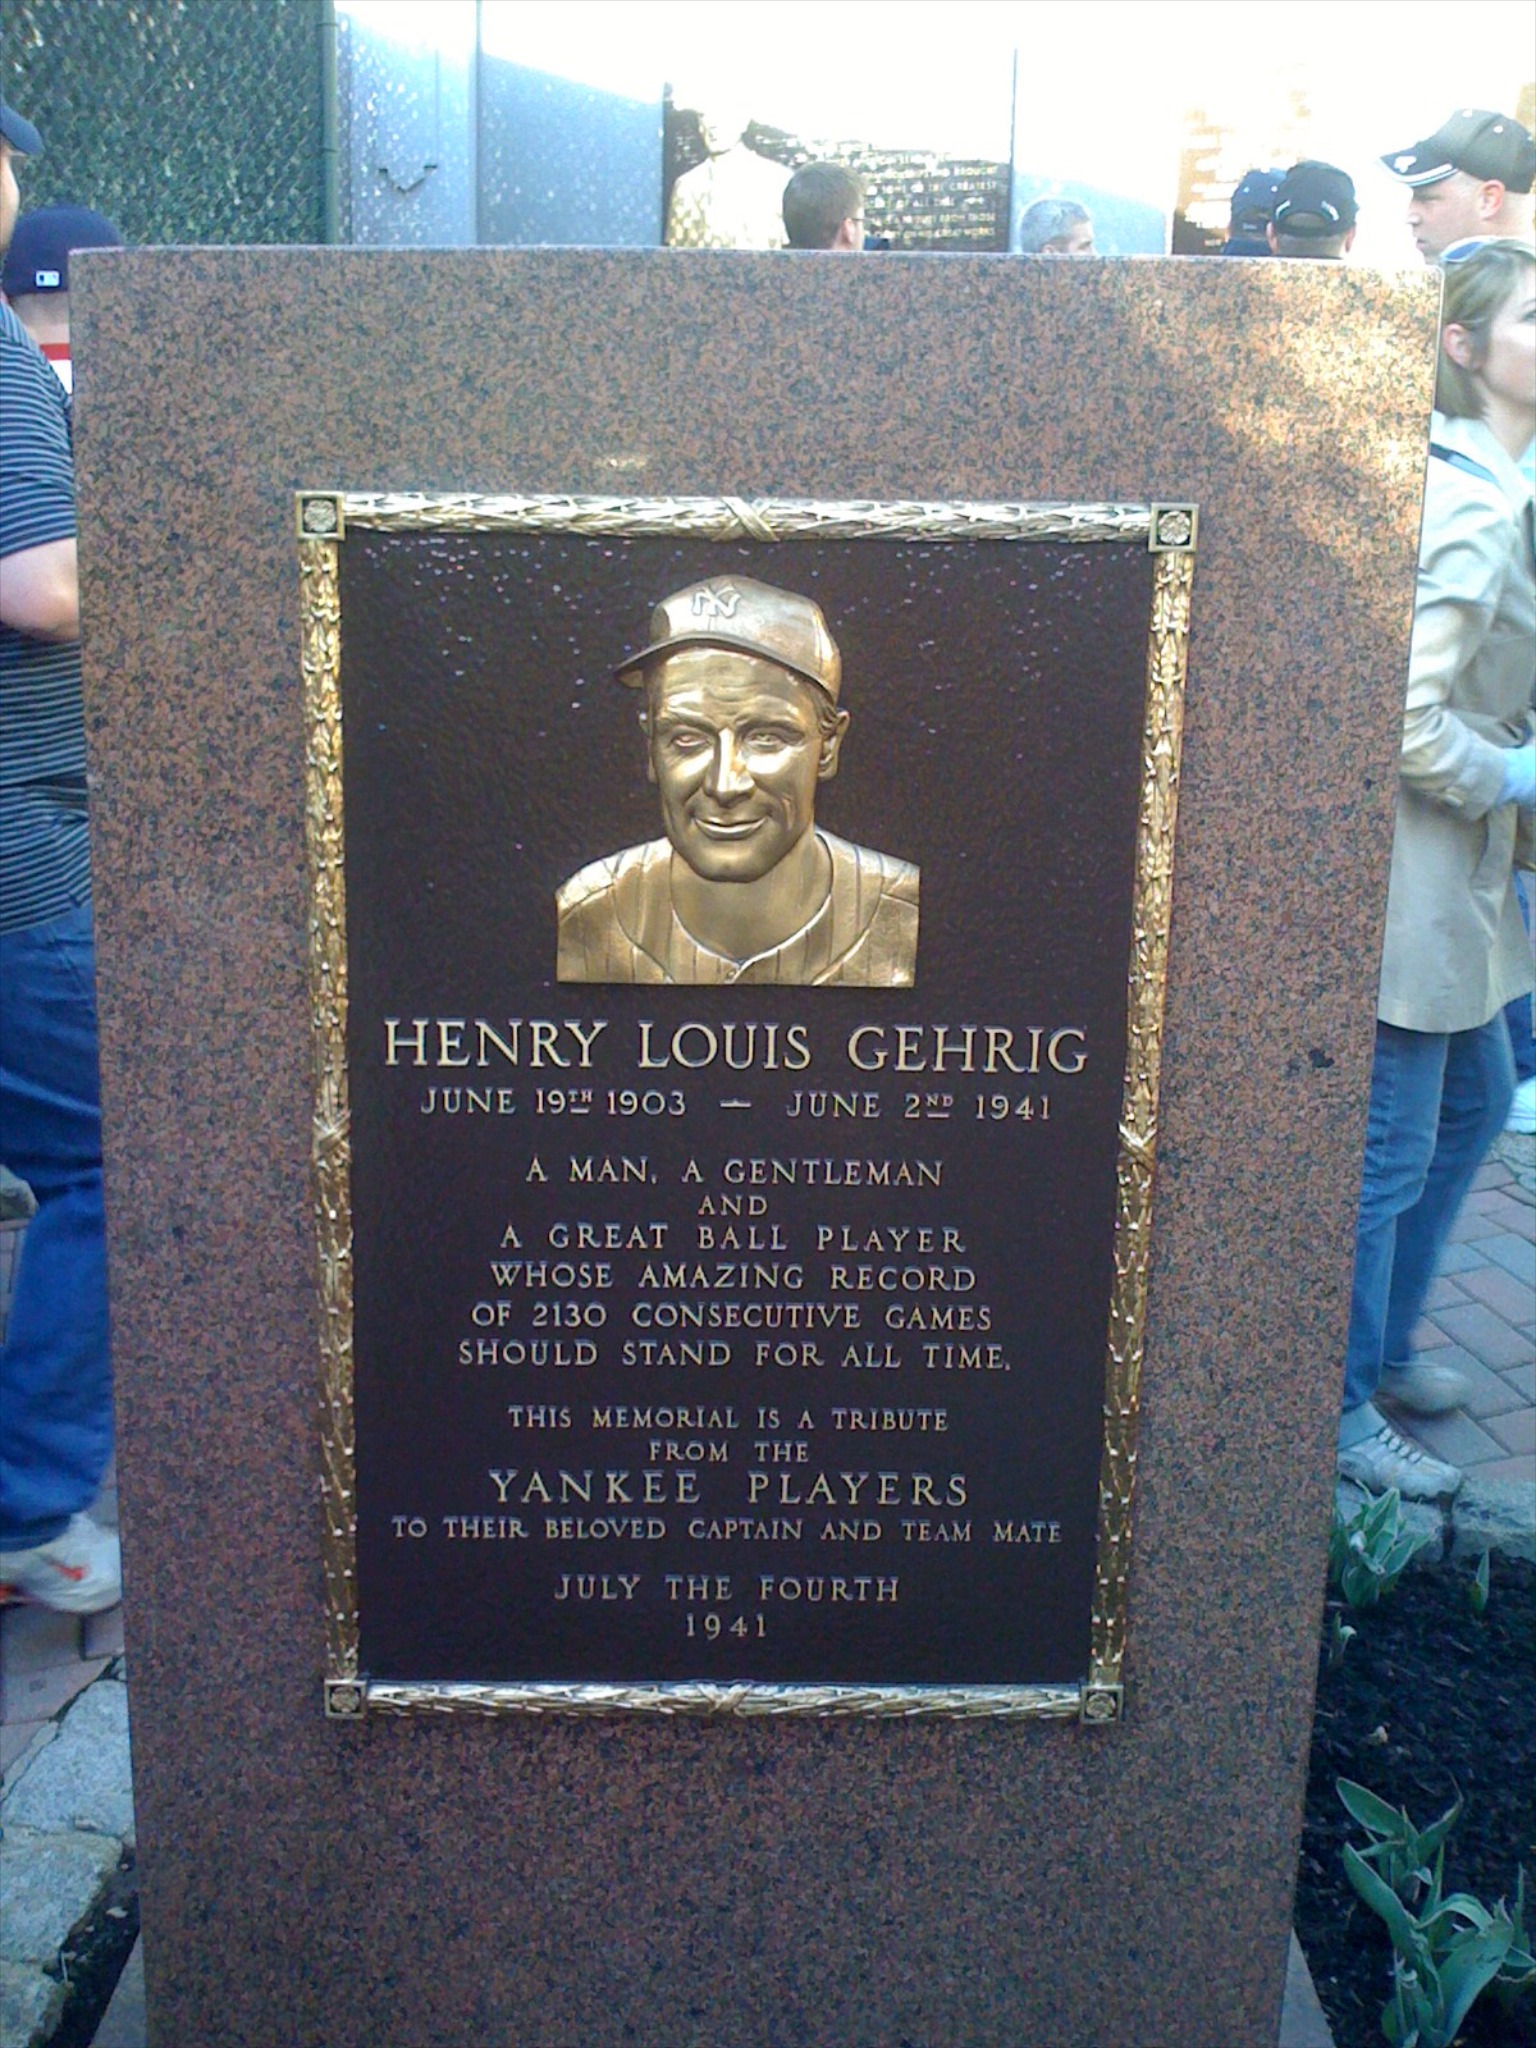 NY
HENRY LOUIS GEHRIG
JUNE 19TH 1903 — JUNE 2ND 1941
A MAN, A GENTLEMAN
AND
A GREAT BALL PLAYER
WHOSE AMAZING RECORD
OF 2130 CONSECUTIVE GAMES
SHOULD STAND FOR ALL TIME.
THIS MEMORIAL IS A TRIBUTE
FROM THE
YANKEE PLAYERS
TO THEIR BELOVED CAPTAIN AND TEAM MATE
JULY THE FOURTH
1941